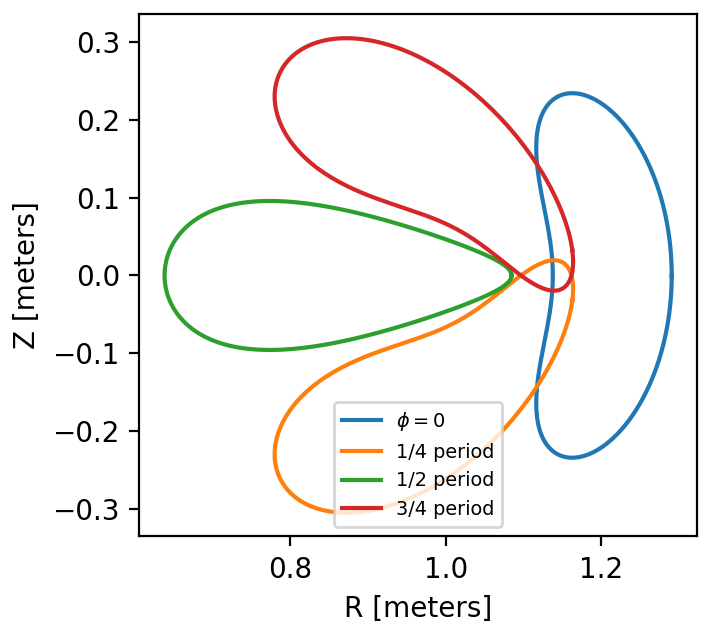 0.3
0.2
0.1
0.0
−0.1
−0.2
−0.3
Z [meters]
ϕ = 0
1/4 period
1/2 period
3/4 period
0.8 1.0 1.2
R [meters]